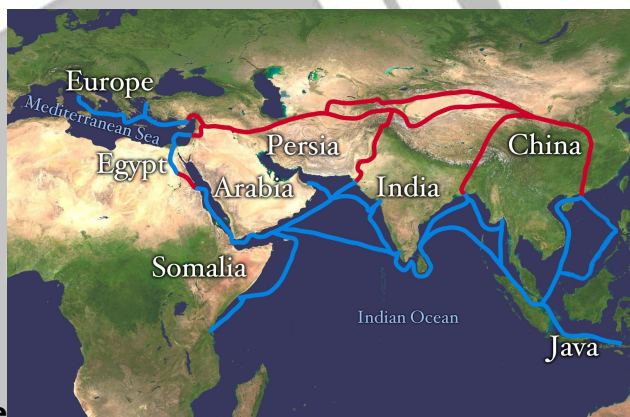 Europe
Mediterranean Sea
Egypt
Persia
China
Arabia
India
Somalia
Indian Ocean
Java
e